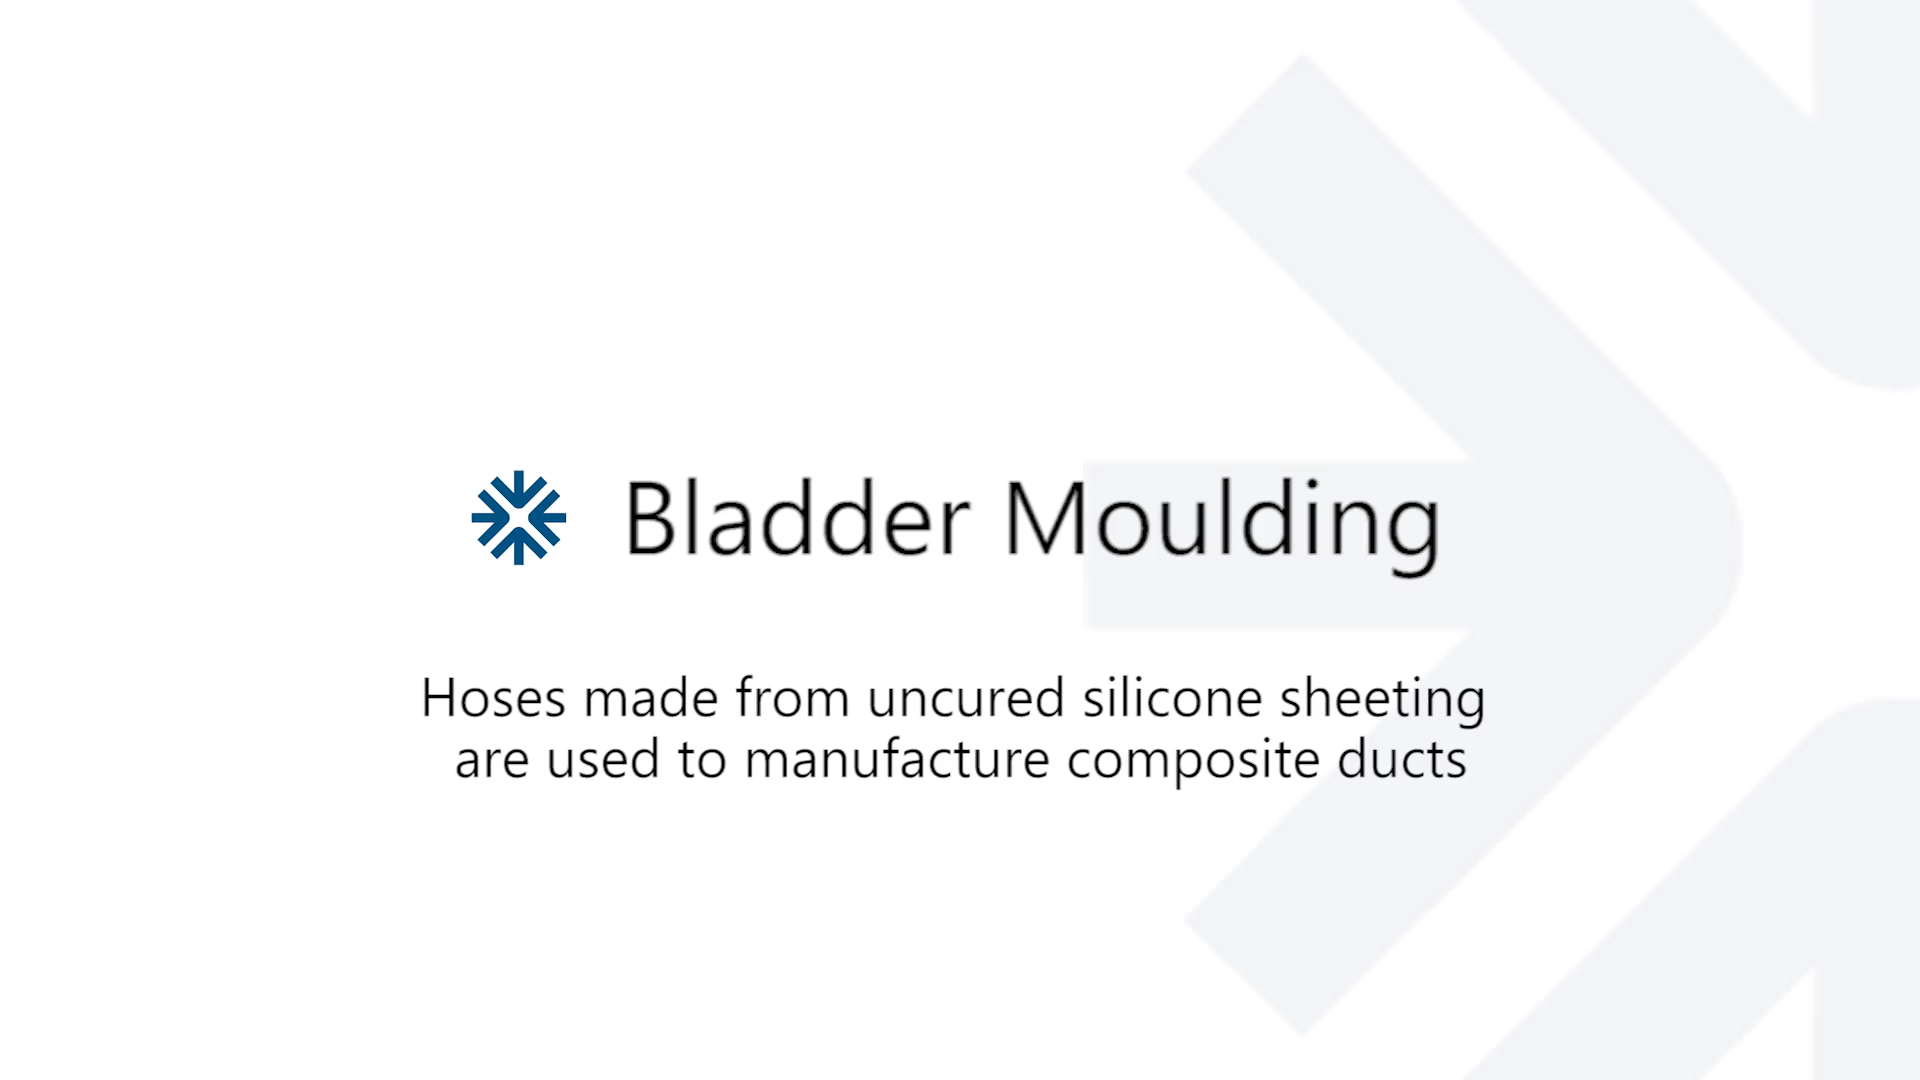 Bladder Moulding
Hoses made from uncured silicone sheeting
are used to manufacture composite ducts